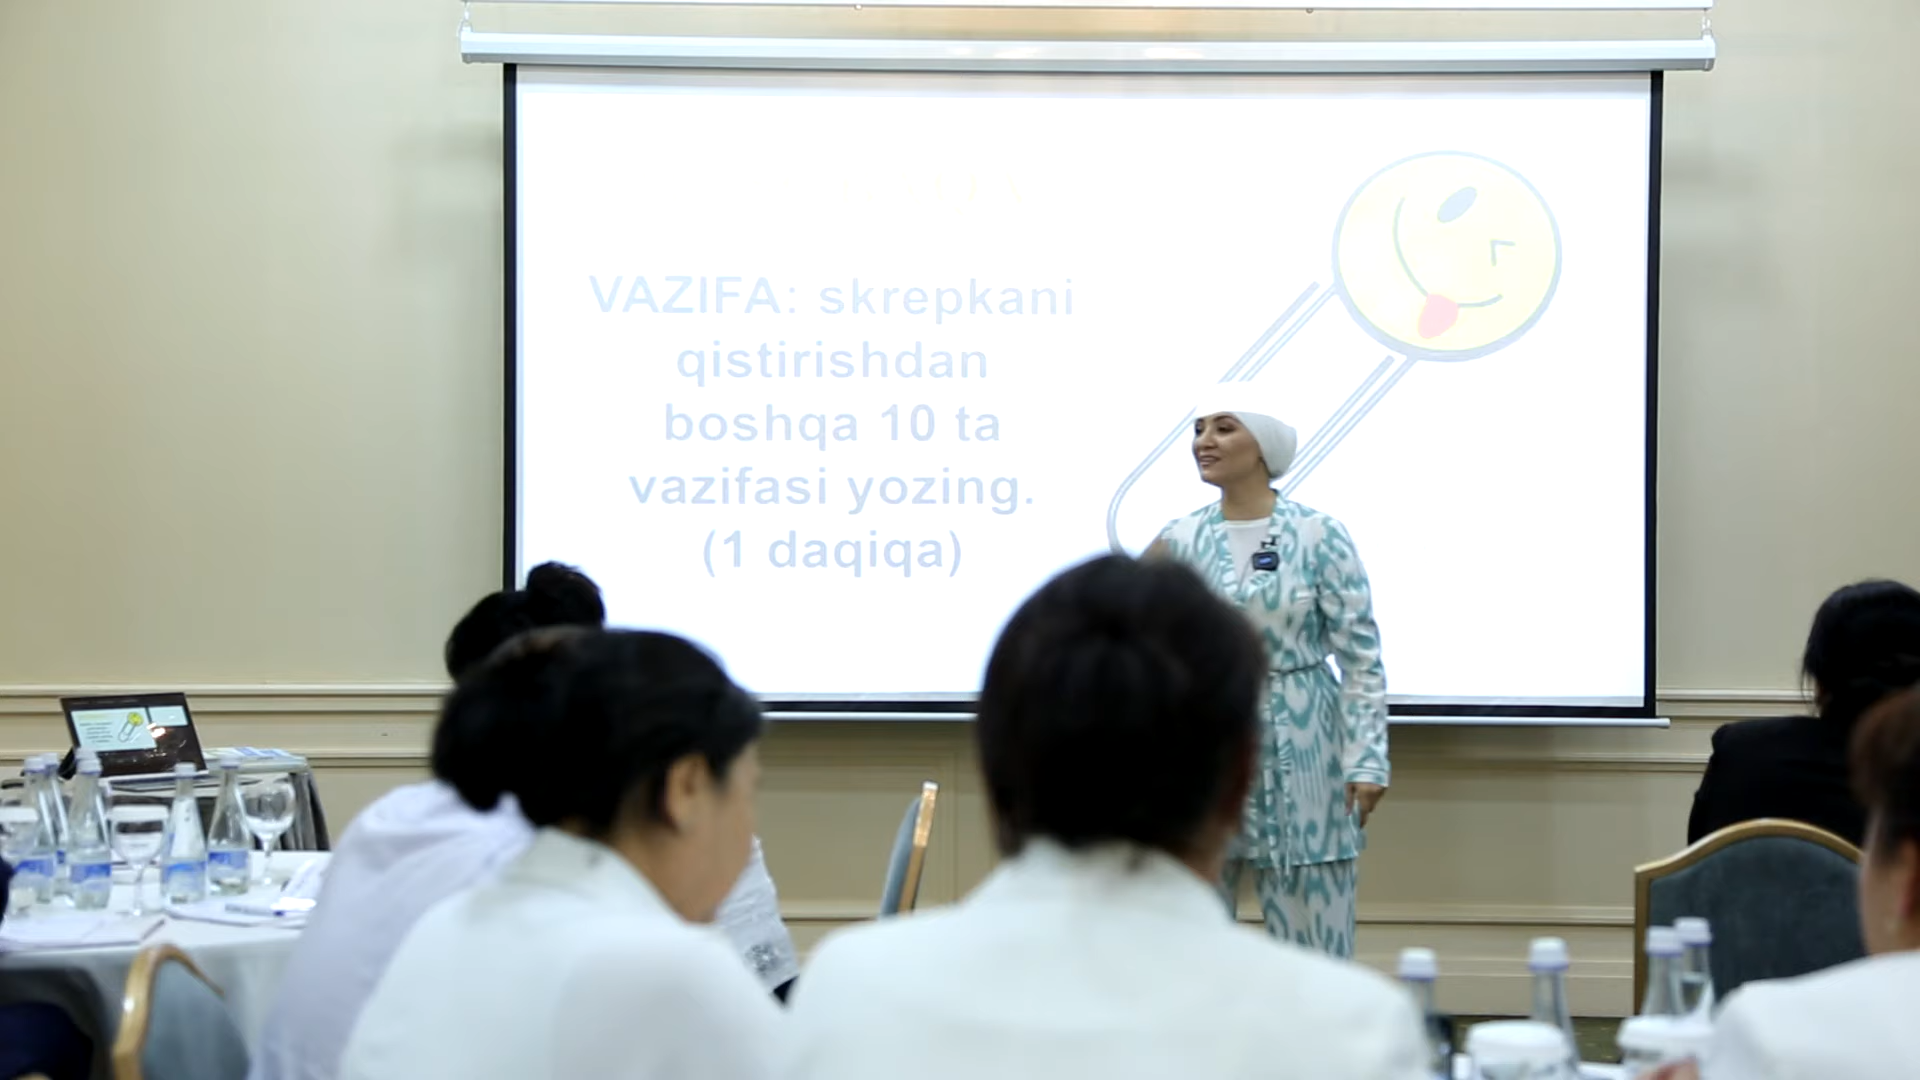 VAZIFA: skrepkani
qistirishdan
boshqa 10 ta
vazifasi yozing.
(1 daqiqa)